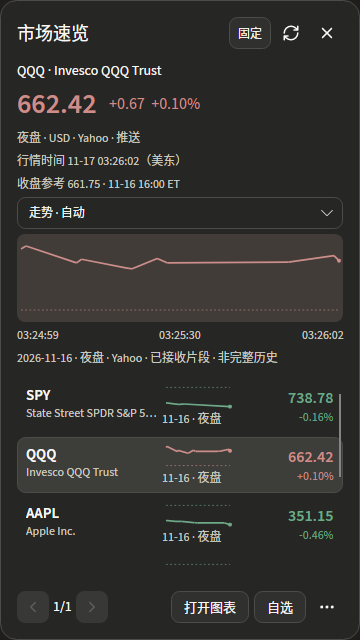 市场速览
固定
QQQ · Invesco QQQ Trust
662.42 +0.67 +0.10%
夜盘 · USD · Yahoo · 推送
行情时间 11-17 03:26:02（美东）
收盘参考 661.75 · 11-16 16:00 ET
走势 · 自动
03:24:59 03:25:30 03:26:02
2026-11-16 · 夜盘 · Yahoo · 已接收片段 · 非完整历史
SPY 738.78
State Street SPDR S&P 5… 11-16 · 夜盘 -0.16%
QQQ 662.42
Invesco QQQ Trust 11-16 · 夜盘 +0.10%
AAPL 351.15
Apple Inc. 11-16 · 夜盘 -0.46%
1/1 打开图表 自选